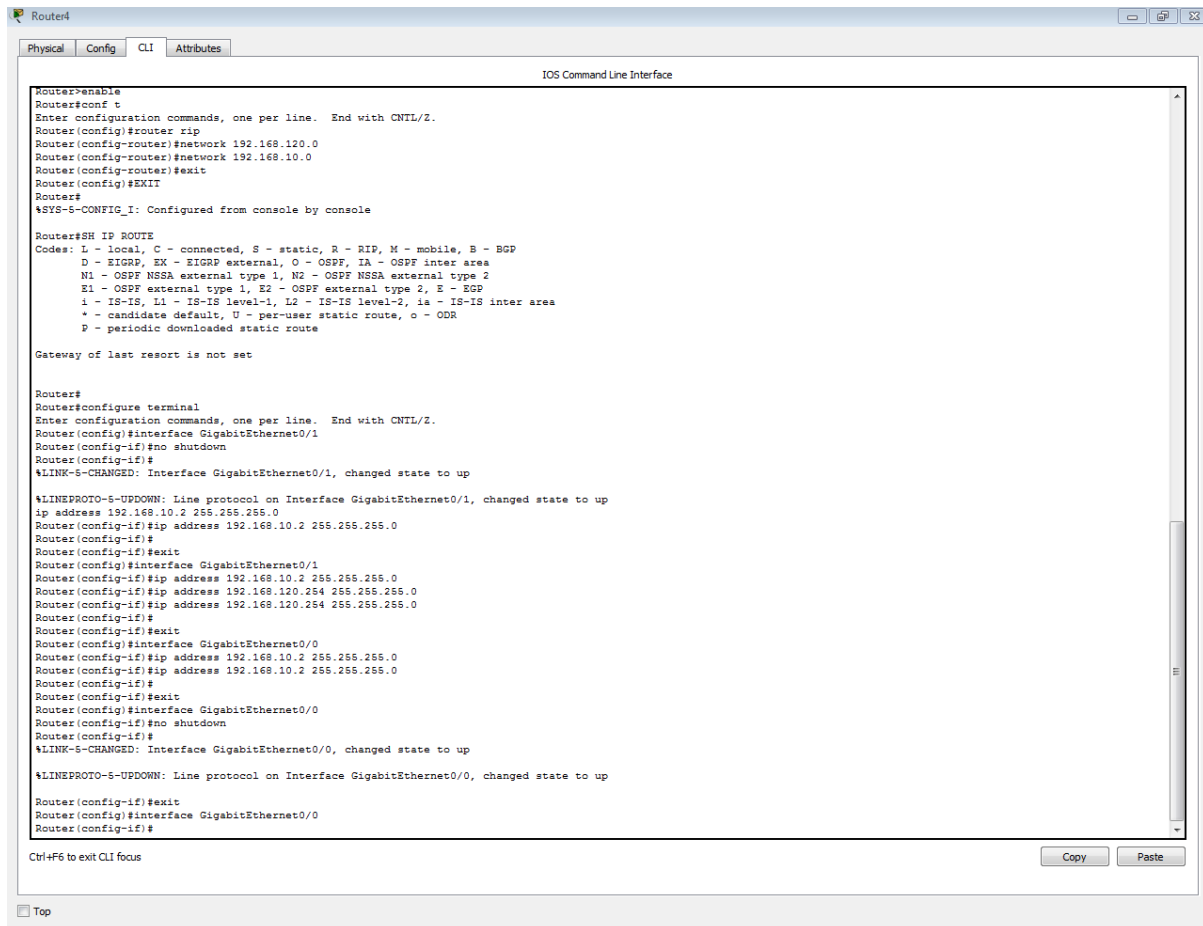 Router4
Physical Config CLI Attributes
IOS Command Line Interface
Router>enable
Router#conf t
Enter configuration commands, one per line.  End with CNTL/Z.
Router(config)#router rip
Router(config-router)#network 192.168.120.0
Router(config-router)#network 192.168.10.0
Router(config-router)#exit
Router(config)#EXIT
Router#
%SYS-5-CONFIG_I: Configured from console by console
Router#SH IP ROUTE
Codes: L - local, C - connected, S - static, R - RIP, M - mobile, B - BGP
D - EIGRP, EX - EIGRP external, O - OSPF, IA - OSPF inter area
N1 - OSPF NSSA external type 1, N2 - OSPF NSSA external type 2
E1 - OSPF external type 1, E2 - OSPF external type 2, E - EGP
i - IS-IS, L1 - IS-IS level-1, L2 - IS-IS level-2, ia - IS-IS inter area
* - candidate default, U - per-user static route, o - ODR
P - periodic downloaded static route
Gateway of last resort is not set
Router#
Router#configure terminal
Enter configuration commands, one per line.  End with CNTL/Z.
Router(config)#interface GigabitEthernet0/1
Router(config-if)#no shutdown
Router(config-if)#
%LINK-5-CHANGED: Interface GigabitEthernet0/1, changed state to up
%LINEPROTO-5-UPDOWN: Line protocol on Interface GigabitEthernet0/1, changed state to up
ip address 192.168.10.2 255.255.255.0
Router(config-if)#ip address 192.168.10.2 255.255.255.0
Router(config-if)#
Router(config-if)#exit
Router(config)#interface GigabitEthernet0/1
Router(config-if)#ip address 192.168.10.2 255.255.255.0
Router(config-if)#ip address 192.168.120.254 255.255.255.0
Router(config-if)#ip address 192.168.120.254 255.255.255.0
Router(config-if)#
Router(config-if)#exit
Router(config)#interface GigabitEthernet0/0
Router(config-if)#ip address 192.168.10.2 255.255.255.0
Router(config-if)#ip address 192.168.10.2 255.255.255.0
Router(config-if)#
Router(config-if)#exit
Router(config)#interface GigabitEthernet0/0
Router(config-if)#no shutdown
Router(config-if)#
%LINK-5-CHANGED: Interface GigabitEthernet0/0, changed state to up
%LINEPROTO-5-UPDOWN: Line protocol on Interface GigabitEthernet0/0, changed state to up
Router(config-if)#exit
Router(config)#interface GigabitEthernet0/0
Router(config-if)#
Ctrl+F6 to exit CLI focus
Copy Paste
Top